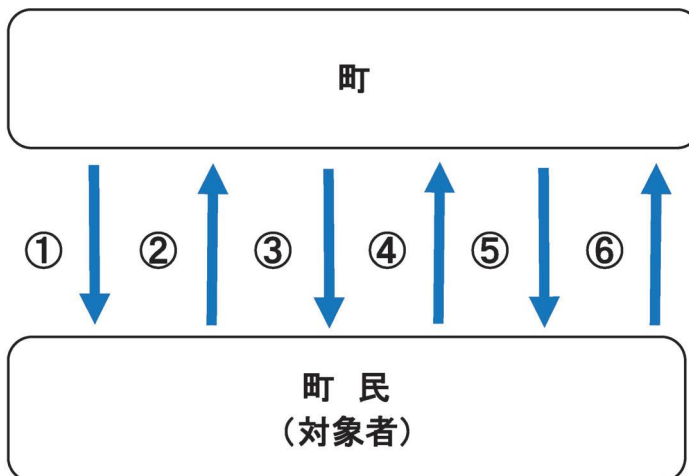 町
① ② ③ ④ ⑤ ⑥
町 民
（対象者）